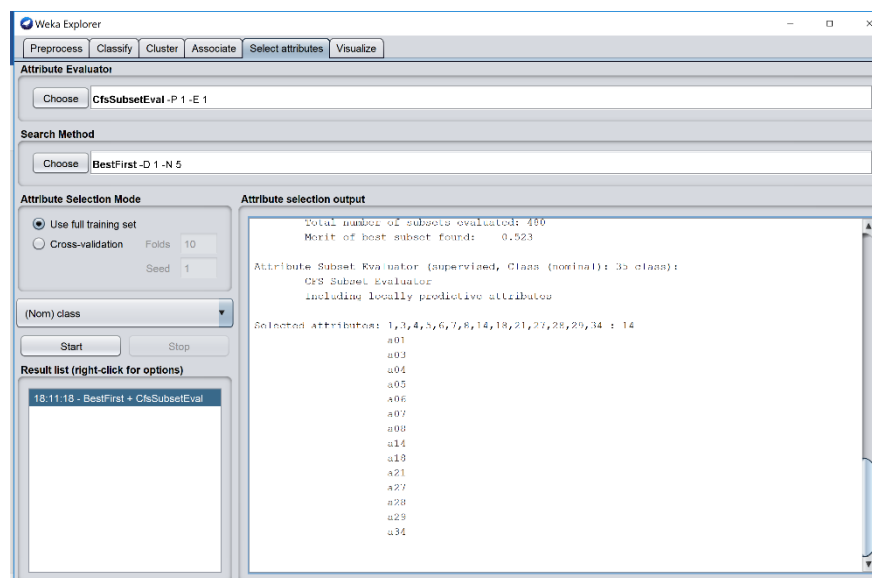 Weka Explorer
Preprocess Classify Cluster Associate Select attributes Visualize
Attribute Evaluator
Choose CfsSubsetEval -P 1 -E 1
Search Method
Choose BestFirst -D 1 -N 5
Attribute Selection Mode
Use full training set
Cross-validation Folds 10
Seed 1
(Nom) class
Start Stop
Result list (right-click for options)
18:11:18 - BestFirst + CfsSubsetEval
Attribute selection output
Total number of subsets evaluated: 480
Merit of best subset found: 0.523
Attribute Subset Evaluator (supervised, Class (nominal): 35 class):
CFS Subset Evaluator
Including locally predictive attributes
Selected attributes: 1,3,4,5,6,7,8,14,18,21,27,28,29,34 : 14
a01
a03
a04
a05
a06
a07
a08
a14
a18
a21
a27
a28
a29
a34